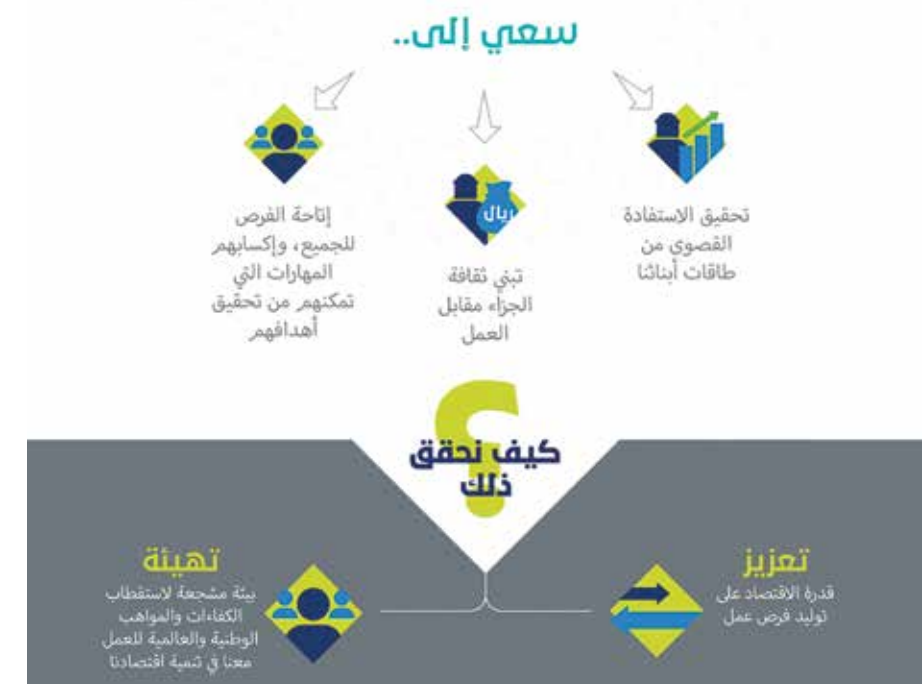 سعي إلى..
تحقيق الاستفادة
القصوى من
طاقات أبنائنا
ريال
تبني ثقافة
الجزاء مقابل
العمل
إتاحة الفرص
للجميع، وإكسابهم
المهارات التي
تمكنهم من تحقيق
أهدافهم
؟
كيف نحقق
ذلك
تعزيز
قدرة الاقتصاد على
توليد فرص عمل
تهيئة
بيئة مشجعة لاستقطاب
الكفاءات والمواهب
الوطنية والعالمية للعمل
معنا في تنمية اقتصادنا